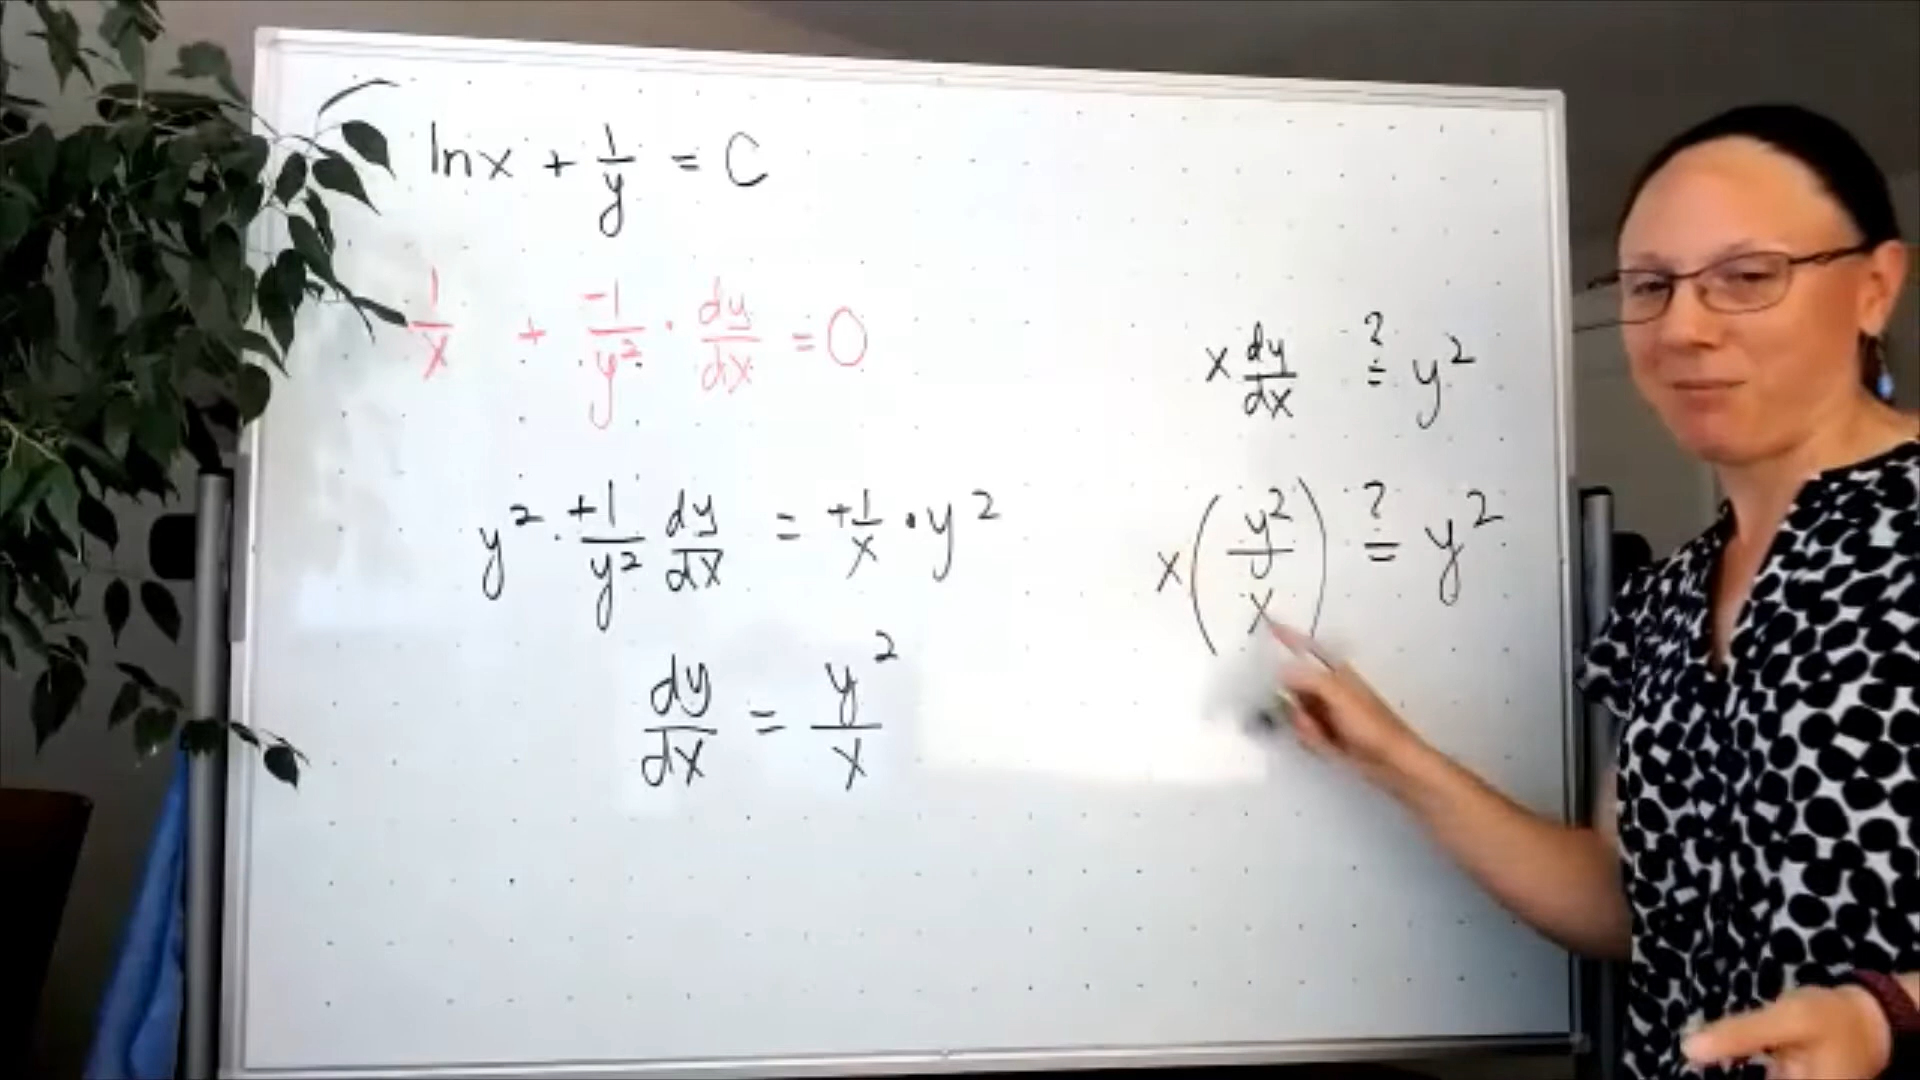 ln x + 1/y = C
1/x + -1/y² · dy/dx = 0
y² · +1/y² dy/dx = +1/x · y²
dy/dx = y²/x
x dy/dx ≟ y²
x(y²/x) ≟ y²